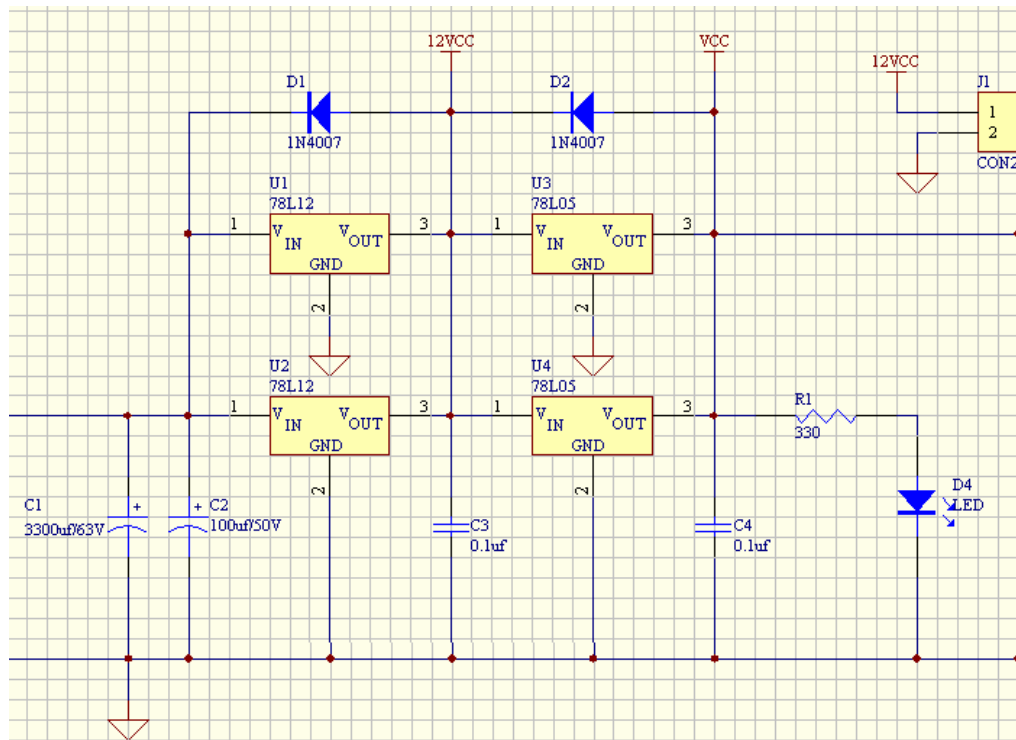 12VCC
VCC
12VCC
J1
D1
D2
1
2
1N4007
1N4007
CON2
U1
78L12
U3
78L05
1
VIN
VOUT
3
1
VIN
VOUT
3
GND
GND
2
2
U2
78L12
U4
78L05
1
VIN
VOUT
3
1
VIN
VOUT
3
R1
330
GND
GND
2
2
C1
3300uf/63V
+
+
C2
100uf/50V
C3
0.1uf
C4
0.1uf
D4
LED